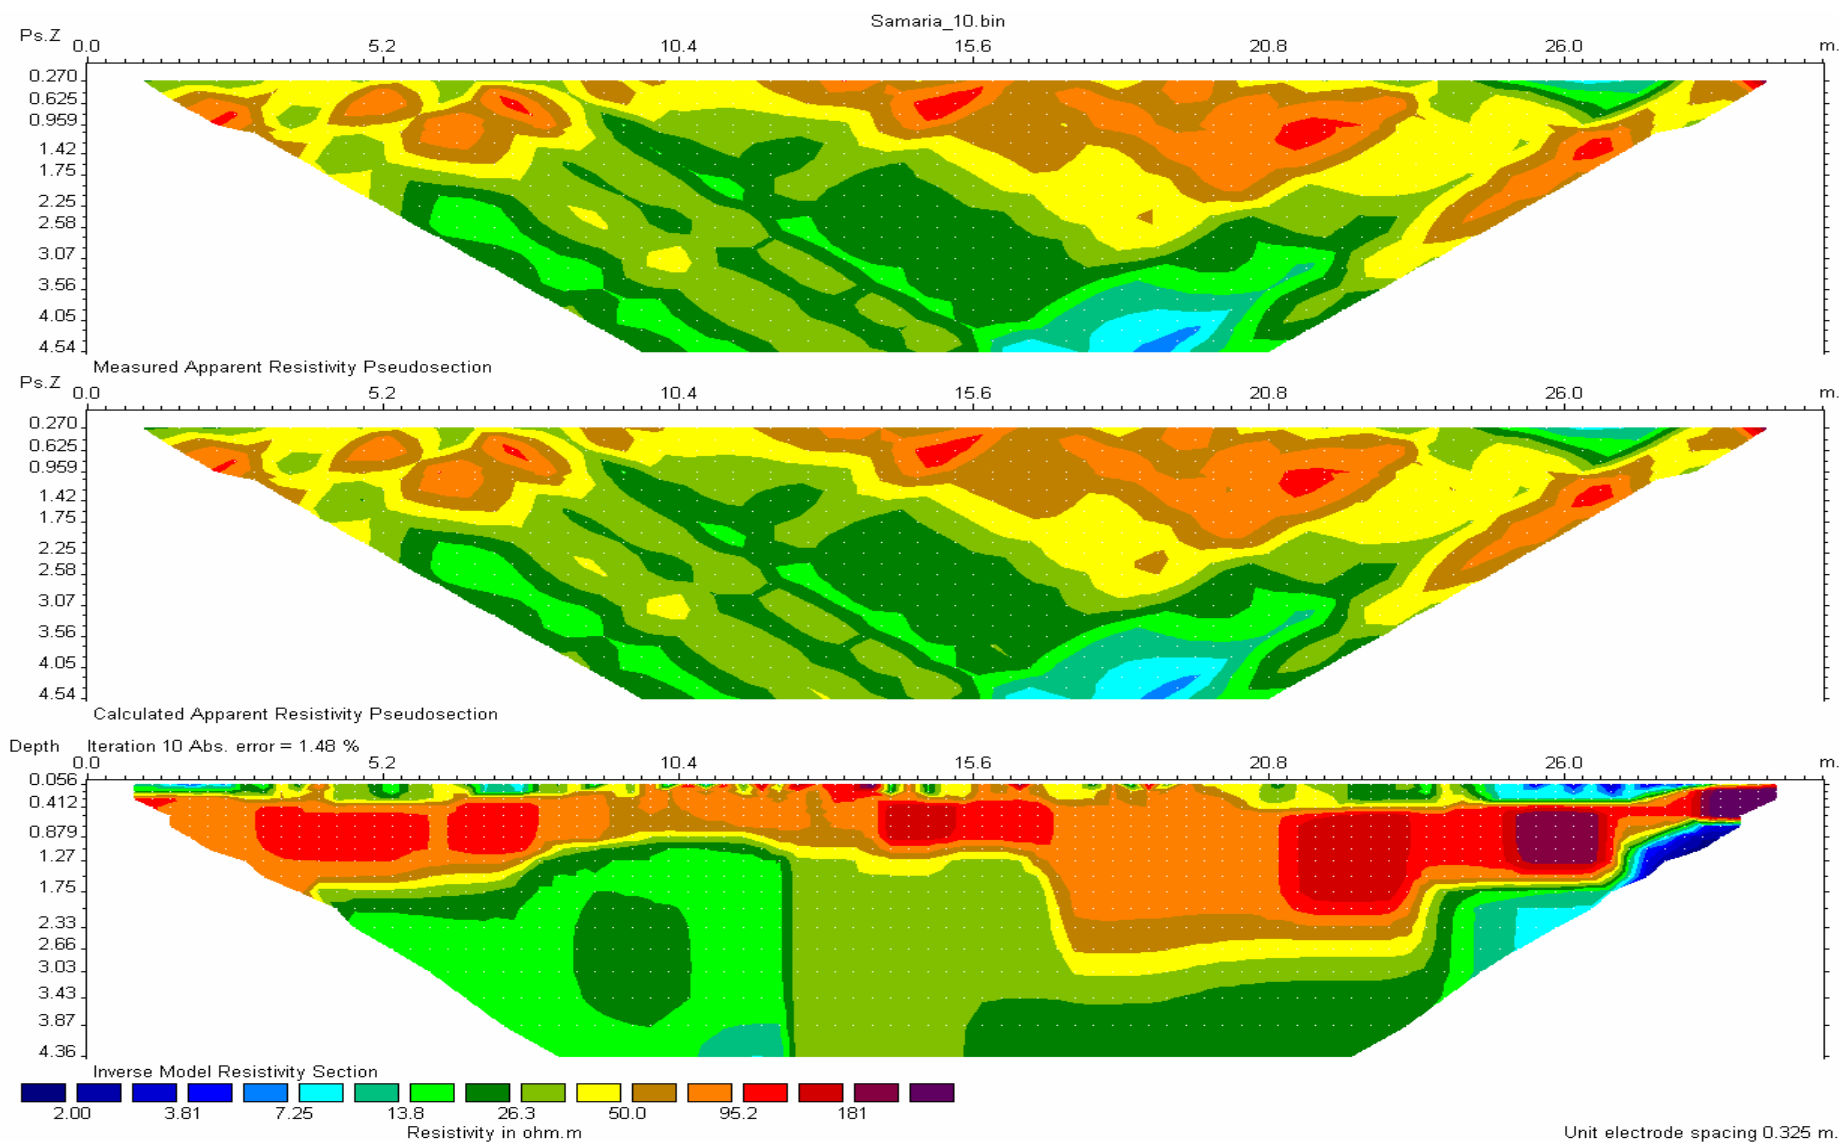 Samaria_10.bin
Ps.Z
0.0 5.2 10.4 15.6 20.8 26.0 m.
0.270
0.625
0.959
1.42
1.75
2.25
2.58
3.07
3.56
4.05
4.54
Measured Apparent Resistivity Pseudosection
Ps.Z
0.0 5.2 10.4 15.6 20.8 26.0 m.
0.270
0.625
0.959
1.42
1.75
2.25
2.58
3.07
3.56
4.05
4.54
Calculated Apparent Resistivity Pseudosection
Depth Iteration 10 Abs. error = 1.48 %
0.0 5.2 10.4 15.6 20.8 26.0 m.
0.056
0.412
0.879
1.27
1.75
2.33
2.66
3.03
3.43
3.87
4.36
Inverse Model Resistivity Section
2.00 3.81 7.25 13.8 26.3 50.0 95.2 181
Resistivity in ohm.m
Unit electrode spacing 0.325 m.